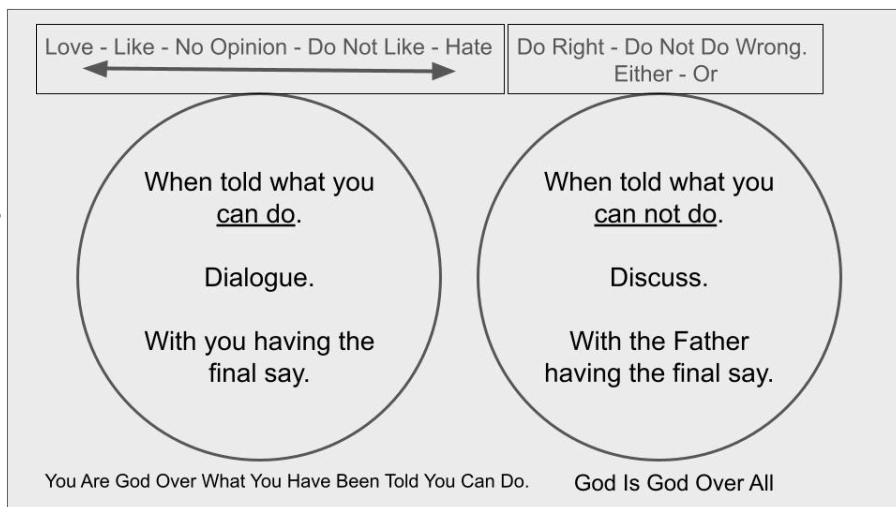 Love - Like - No Opinion - Do Not Like - Hate
Do Right - Do Not Do Wrong.
Either - Or
When told what you
can do.
Dialogue.
With you having the
final say.
When told what you
can not do.
Discuss.
With the Father
having the final say.
You Are God Over What You Have Been Told You Can Do.
God Is God Over All